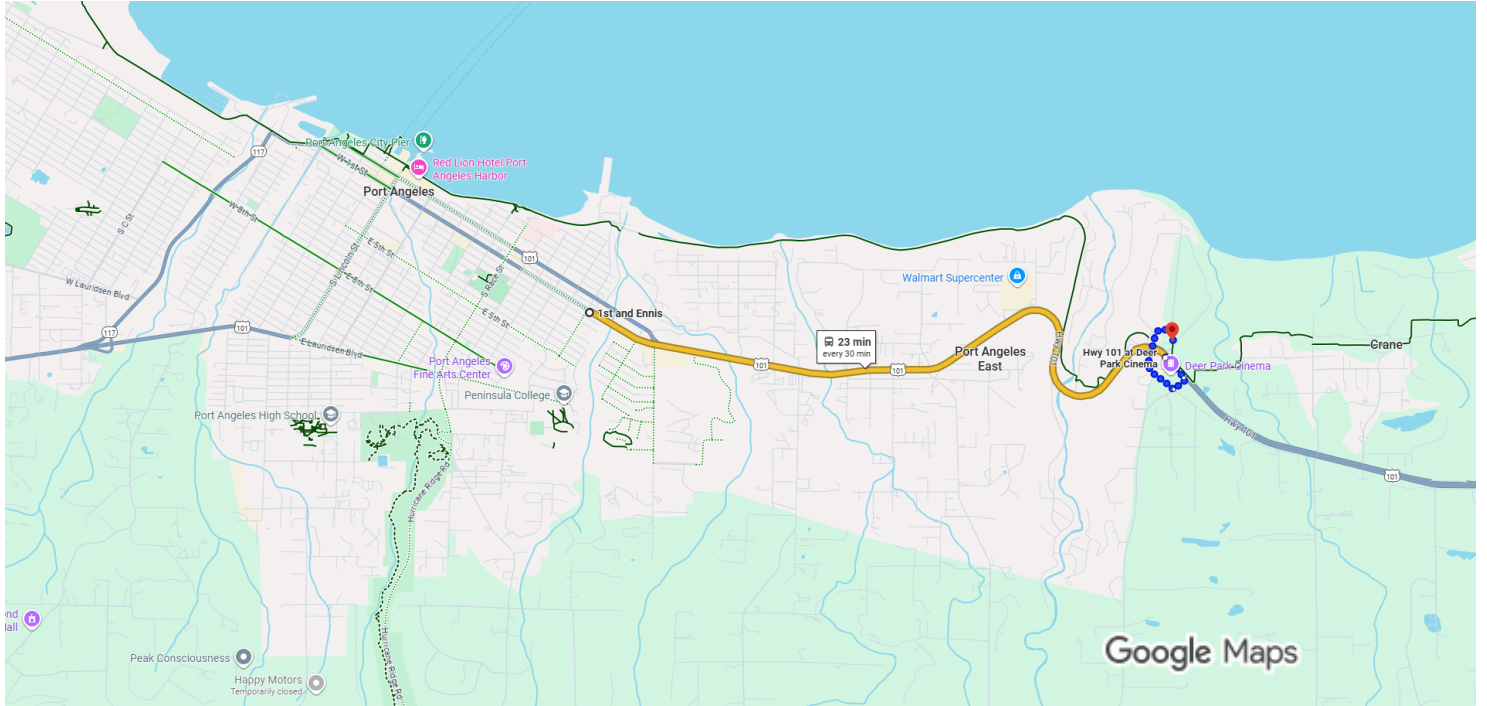 117
Port Angeles City Pier
W 1st St
Red Lion Hotel Port
Angeles Harbor
Port Angeles
S C St
W 8th St
S Lincoln St
E 5th St
101
S Race St
W Lauridsen Blvd
E 8th St
Walmart Supercenter
1st and Ennis
E 5th St
117
101
E Lauridsen Blvd
23 min
every 30 min
Port Angeles
East
Hwy 101
Hwy 101 at Deer
Park Cinema
Deer Park Cinema
Crane
101
101
Port Angeles
Fine Arts Center
Peninsula College
Port Angeles High School
Hwy 101
101
Hurricane Ridge Rd
ond
Hall
Hurricane Ridge Rd
Peak Consciousness
Happy Motors
Temporarily closed
Google Maps